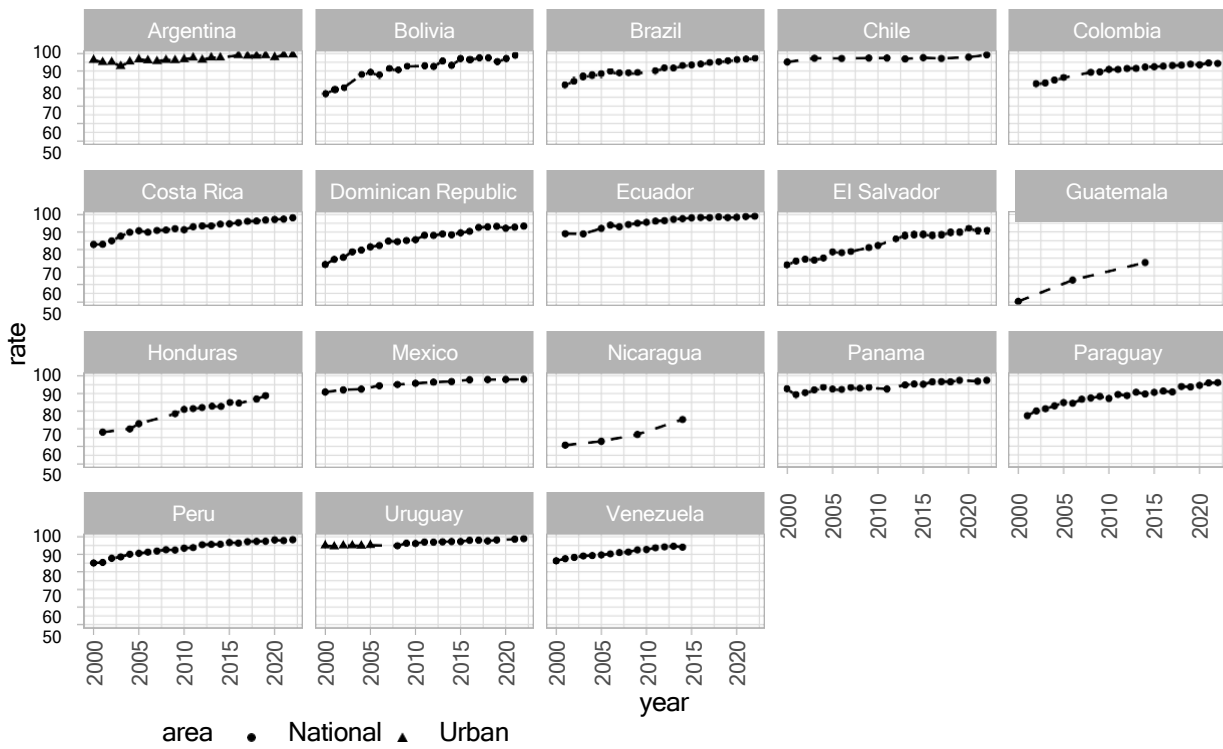 Argentina Bolivia Brazil Chile Colombia
100
90
80
70
60
50
Costa Rica Dominican Republic Ecuador El Salvador Guatemala
100
90
80
70
60
50
rate
Honduras Mexico Nicaragua Panama Paraguay
100
90
80
70
60
50
2000 2005 2010 2015 2020 2000 2005 2010 2015 2020
Peru Uruguay Venezuela
100
90
80
70
60
50
2000 2005 2010 2015 2020 2000 2005 2010 2015 2020 2000 2005 2010 2015 2020
year
area National Urban